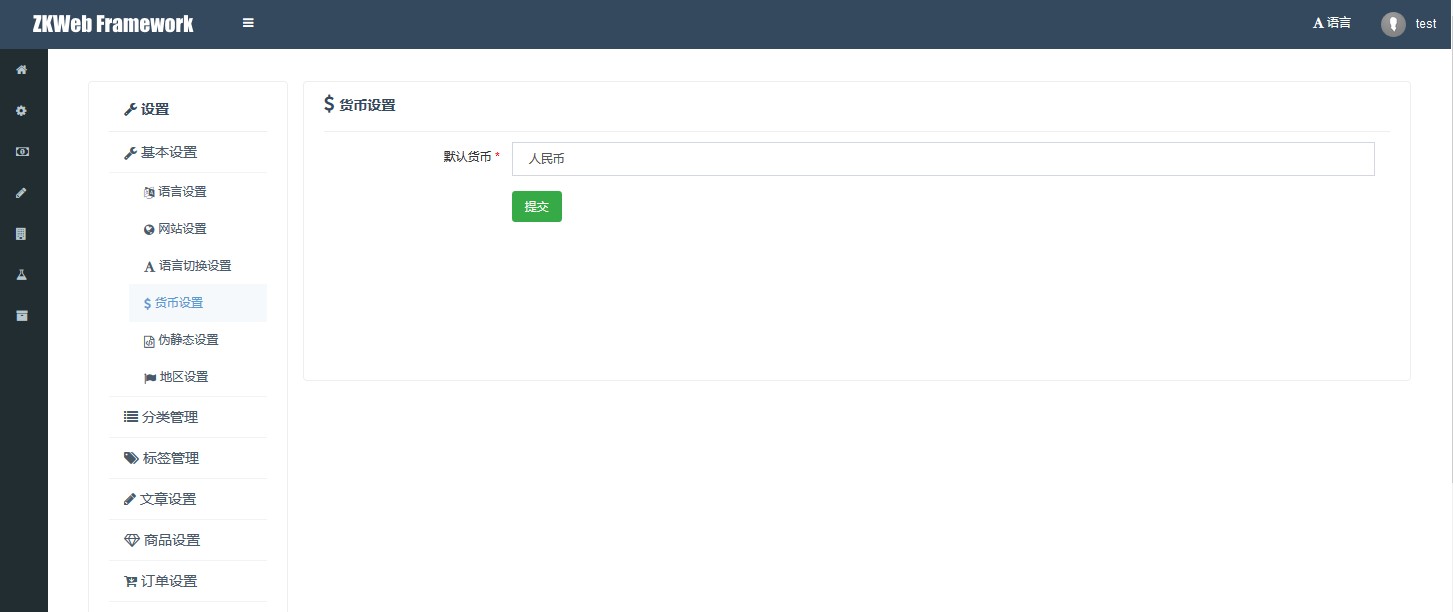 ZKWeb Framework
语言
test
设置
基本设置
语言设置
网站设置
语言切换设置
货币设置
伪静态设置
地区设置
分类管理
标签管理
文章设置
商品设置
订单设置
货币设置
默认货币 *
人民币
提交